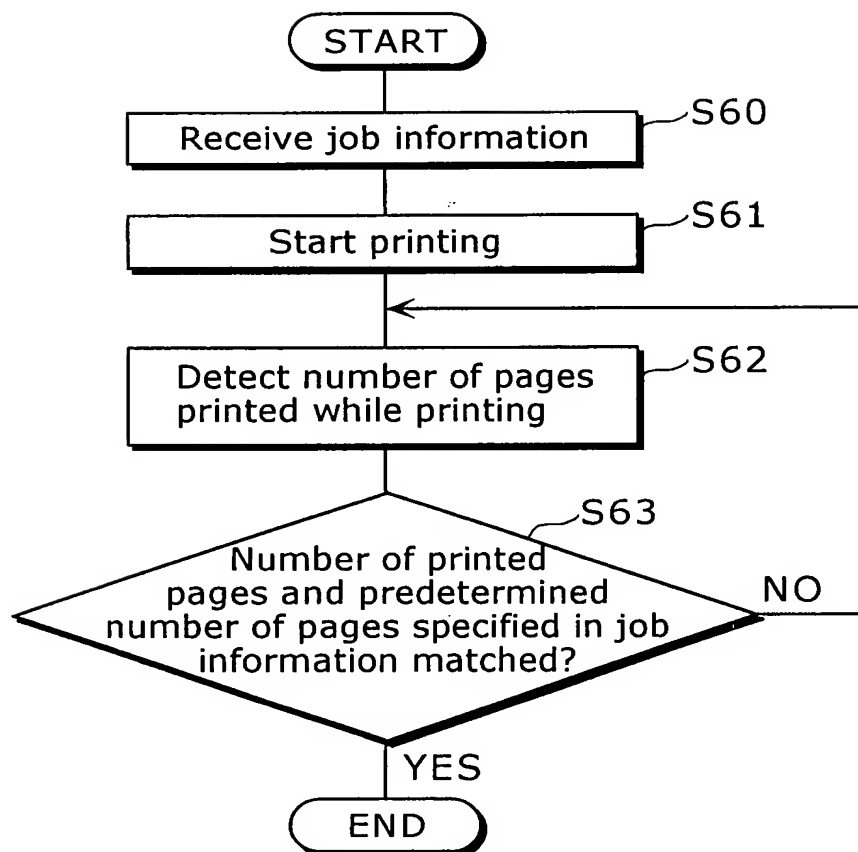 START
S60
Receive job information
S61
Start printing
S62
Detect number of pages
printed while printing
S63
Number of printed
pages and predetermined
number of pages specified in job
information matched?
NO
YES
END